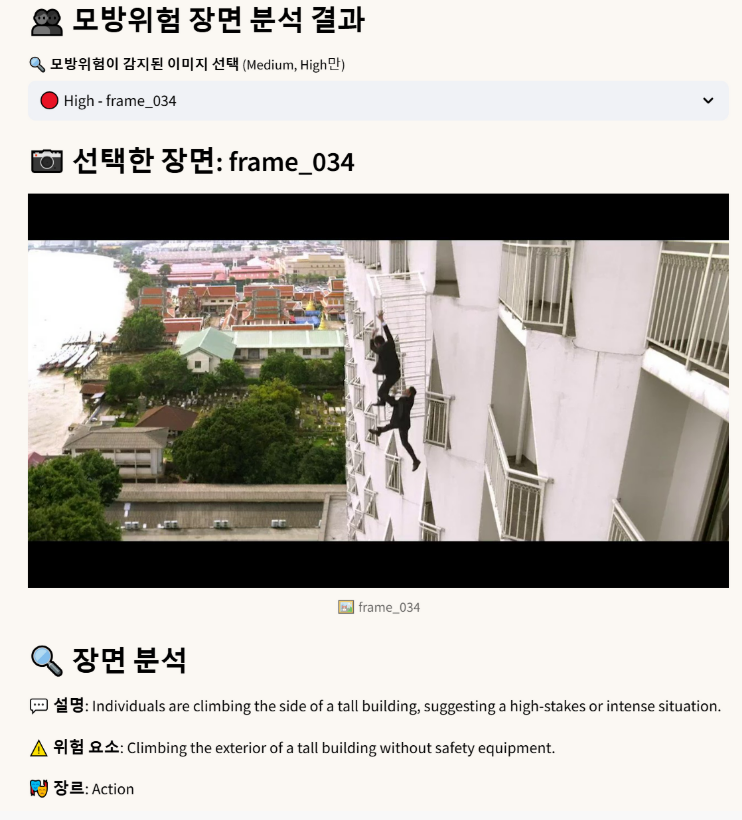 👥 모방위험 장면 분석 결과
🔍 모방위험이 감지된 이미지 선택 (Medium, High만)
🔴 High - frame_034
📷 선택한 장면: frame_034
🖼️ frame_034
🔍 장면 분석
💬 설명: Individuals are climbing the side of a tall building, suggesting a high-stakes or intense situation.
⚠️ 위험 요소: Climbing the exterior of a tall building without safety equipment.
🎭 장르: Action